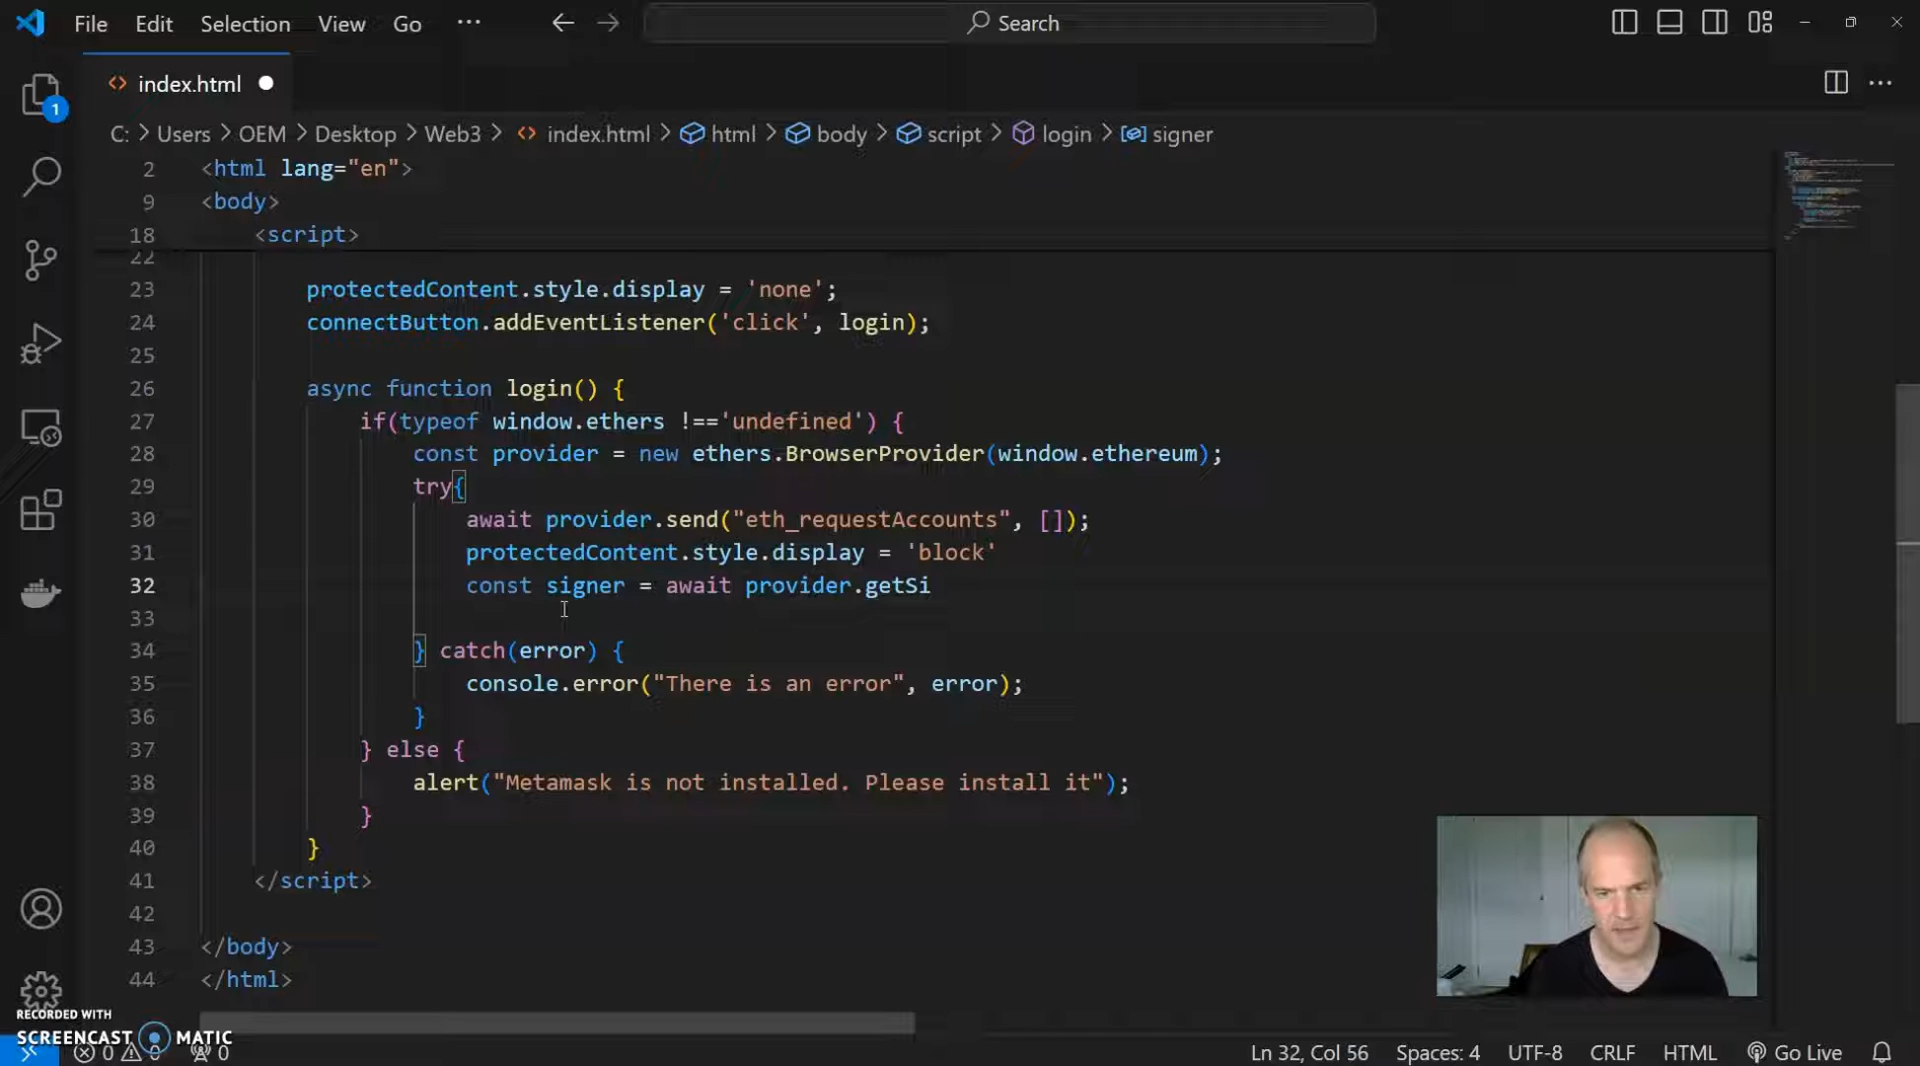 File Edit Selection View Go ··· Search
index.html
1
C: > Users > OEM > Desktop > Web3 > index.html > html > body > script > login > signer
2 <html lang="en">
9 <body>
18 <script>
22
23 protectedContent.style.display = 'none';
24 connectButton.addEventListener('click', login);
25
26 async function login() {
27 if(typeof window.ethers !=='undefined') {
28 const provider = new ethers.BrowserProvider(window.ethereum);
29 try{
30 await provider.send("eth_requestAccounts", []);
31 protectedContent.style.display = 'block'
32 const signer = await provider.getSi
33
34 } catch(error) {
35 console.error("There is an error", error);
36 }
37 } else {
38 alert("Metamask is not installed. Please install it");
39 }
40 }
41 </script>
42
43 </body>
44 </html>
RECORDED WITH
SCREENCAST MATIC
0 0 0 Ln 32, Col 56 Spaces: 4 UTF-8 CRLF HTML Go Live